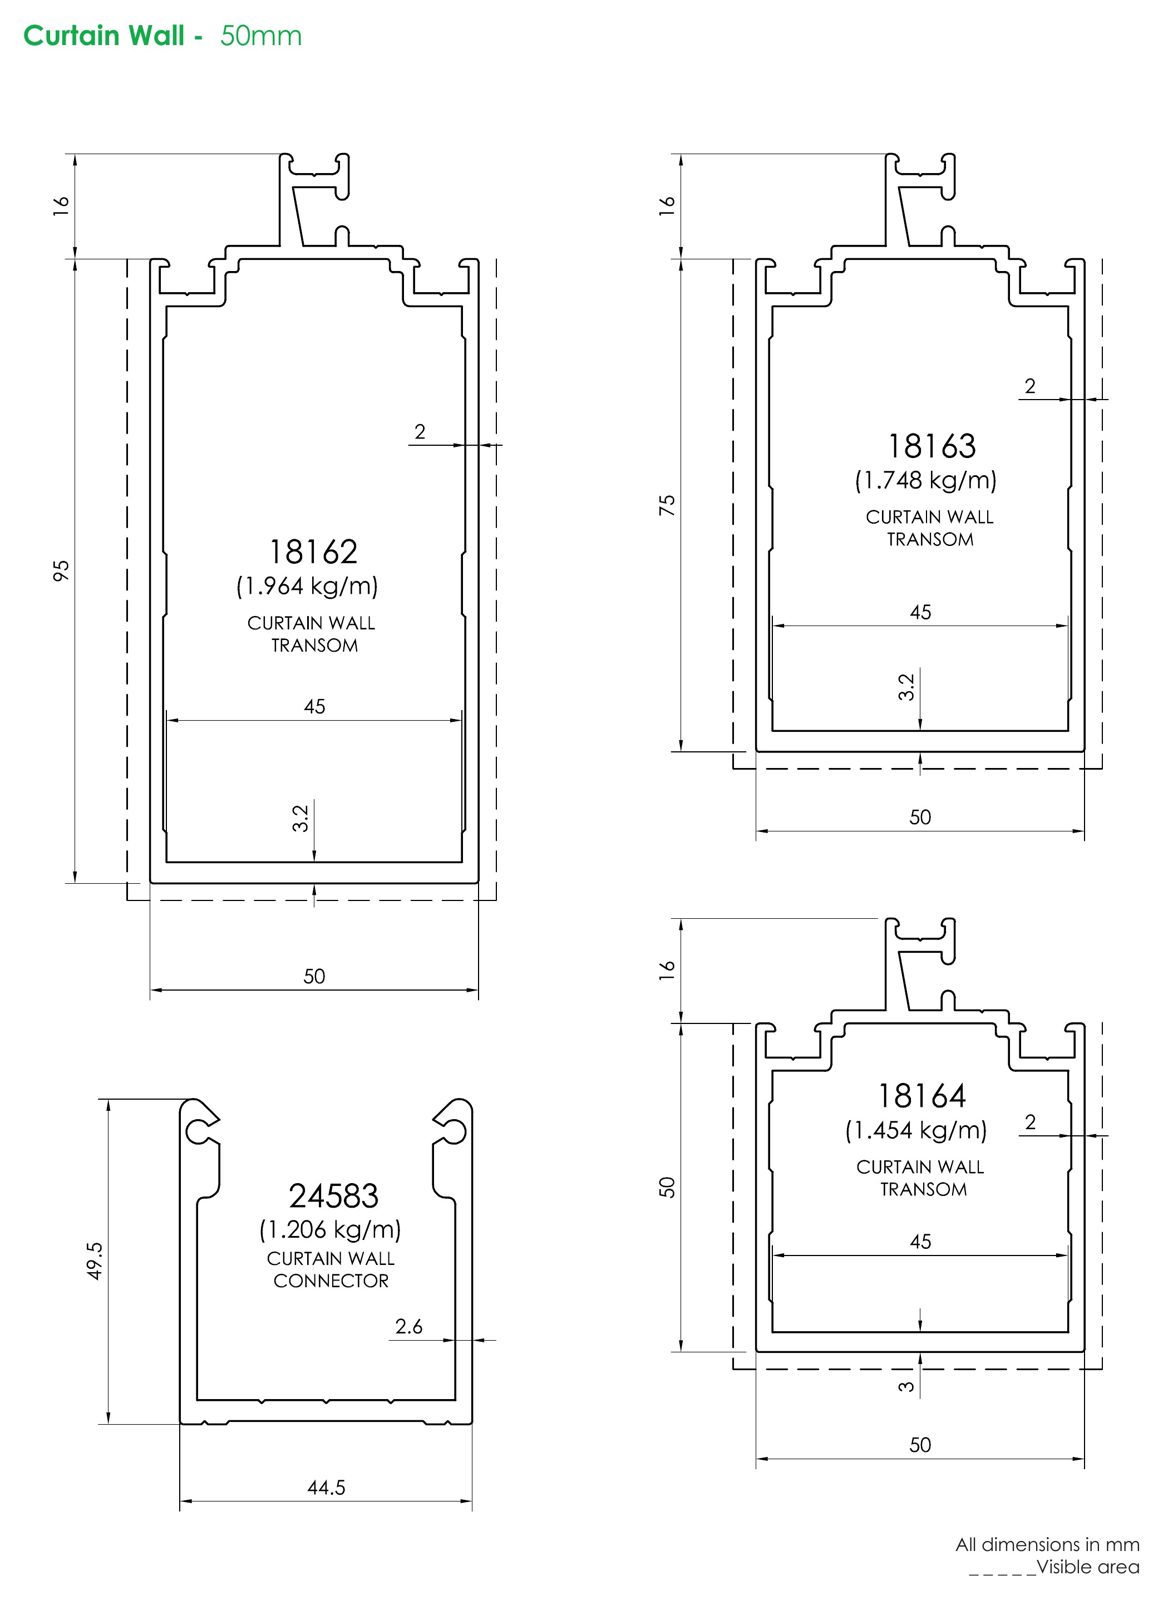 Curtain Wall - 50mm
16
95
2
18162
(1.964 kg/m)
CURTAIN WALL
TRANSOM
45
3.2
50
16
75
2
18163
(1.748 kg/m)
CURTAIN WALL
TRANSOM
45
3.2
50
49.5
24583
(1.206 kg/m)
CURTAIN WALL
CONNECTOR
2.6
44.5
16
50
18164
(1.454 kg/m)
2
CURTAIN WALL
TRANSOM
45
3
50
All dimensions in mm
_ _ _ _ _Visible area